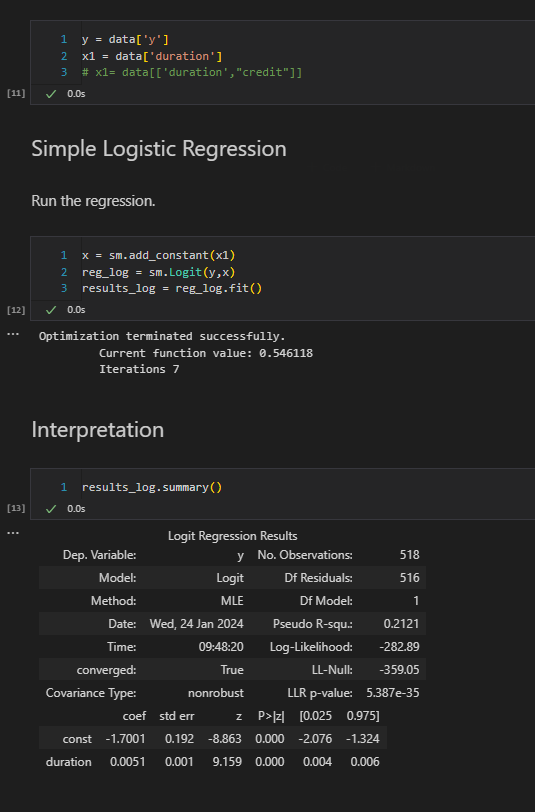 1 y = data['y']
2 x1 = data['duration']
3 # x1= data[['duration',"credit"]]
[11] ✓ 0.0s
Simple Logistic Regression
Run the regression.
1 x = sm.add_constant(x1)
2 reg_log = sm.Logit(y,x)
3 results_log = reg_log.fit()
[12] ✓ 0.0s
... Optimization terminated successfully.
Current function value: 0.546118
Iterations 7
Interpretation
1 results_log.summary()
[13] ✓ 0.0s
...
Logit Regression Results
Dep. Variable: y No. Observations: 518
Model: Logit Df Residuals: 516
Method: MLE Df Model: 1
Date: Wed, 24 Jan 2024 Pseudo R-squ.: 0.2121
Time: 09:48:20 Log-Likelihood: -282.89
converged: True LL-Null: -359.05
Covariance Type: nonrobust LLR p-value: 5.387e-35
coef std err z P>|z| [0.025 0.975]
const -1.7001 0.192 -8.863 0.000 -2.076 -1.324
duration 0.0051 0.001 9.159 0.000 0.004 0.006